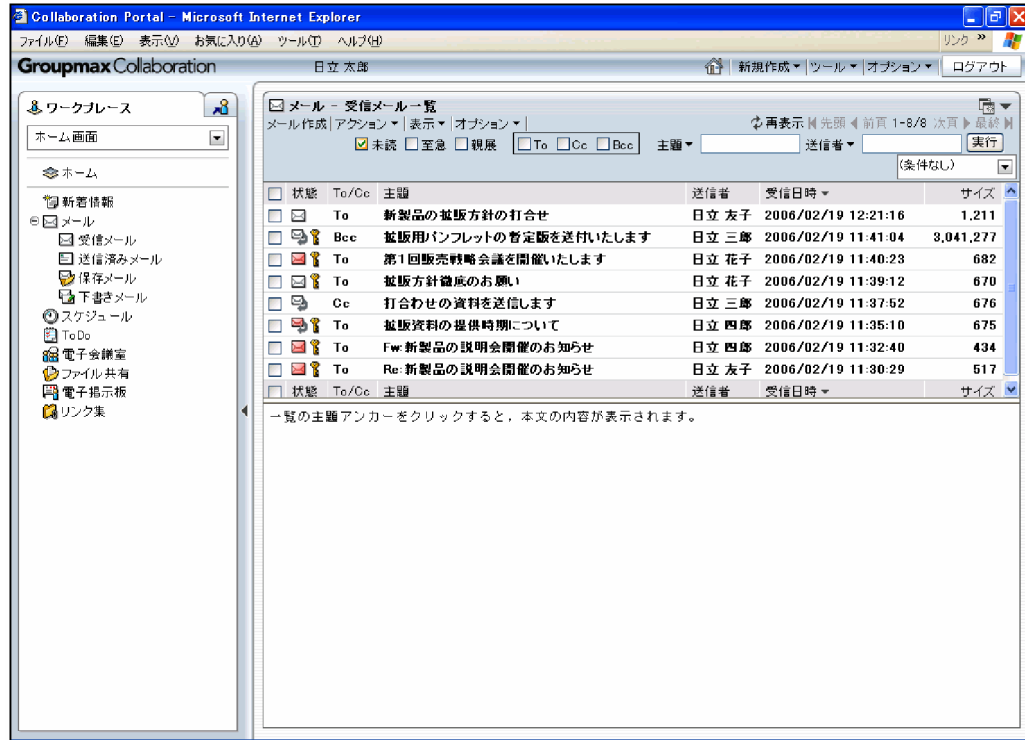 Collaboration Portal - Microsoft Internet Explorer
ファイル(F) 編集(E) 表示(V) お気に入り(A) ツール(T) ヘルプ(H) リンク »
Groupmax Collaboration 日立 太郎 新規作成 ツール オプション ログアウト
ワークプレース
ホーム画面
ホーム
新着情報
メール
受信メール
送信済みメール
保存メール
下書きメール
スケジュール
ToDo
電子会議室
ファイル共有
電子掲示板
リンク集
メール - 受信メール一覧
メール作成 アクション 表示 オプション 再表示 先頭 前頁 1-8/8 次頁 最終
未読 至急 親展 To Cc Bcc 主題 送信者 実行
(条件なし)
状態 To/Cc 主題 送信者 受信日時 サイズ
To 新製品の拡販方針の打合せ 日立 友子 2006/02/19 12:21:16 1,211
Bcc 拡販用パンフレットの暫定版を送付いたします 日立 三郎 2006/02/19 11:41:04 3,041,277
To 第1回販売戦略会議を開催いたします 日立 花子 2006/02/19 11:40:23 682
To 拡販方針徹底のお願い 日立 花子 2006/02/19 11:39:12 670
Cc 打合わせの資料を送信します 日立 三郎 2006/02/19 11:37:52 676
To 拡販資料の提供時期について 日立 四郎 2006/02/19 11:35:10 675
To Fw:新製品の説明会開催のお知らせ 日立 四郎 2006/02/19 11:32:40 434
To Re:新製品の説明会開催のお知らせ 日立 友子 2006/02/19 11:30:29 517
状態 To/Cc 主題 送信者 受信日時 サイズ
一覧の主題アンカーをクリックすると，本文の内容が表示されます。